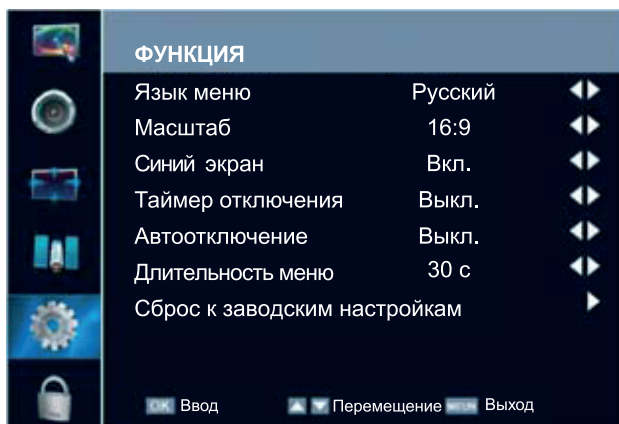 ФУНКЦИЯ
Язык меню Русский
Масштаб 16:9
Синий экран Вкл.
Таймер отключения Выкл.
Автоотключение Выкл.
Длительность меню 30 с
Сброс к заводским настройкам
OK Ввод Перемещение MEUN Выход